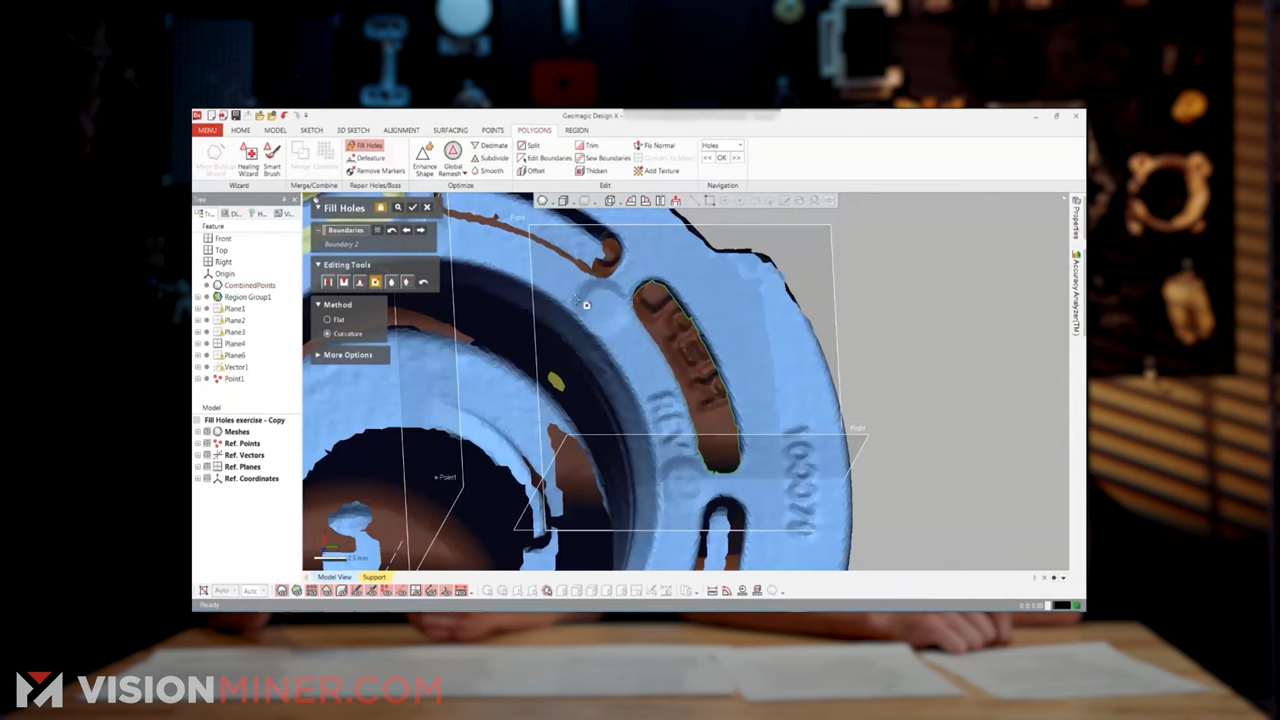 Geomagic Design X -
MENU HOME MODEL SKETCH 3D SKETCH ALIGNMENT SURFACING POINTS POLYGONS REGION
Fill Holes Decimate Split Trim Fix Normal Holes
Healing Wizard Smart Brush Merge Defeature Enhance Shape Global Remesh Subdivide Edit Boundaries Sew Boundaries << OK >>
Remove Markers Smooth Offset Thicken Add Texture
Wizard Merge/Combine Repair Holes/Boss Optimize Edit Navigation
Tree
Feature
Front
Top
Right
Origin
CombinedPoints
Region Group1
Plane1
Plane2
Plane3
Plane4
Plane6
Vector1
Point1
Model
Fill Holes exercise - Copy
Meshes
Ref. Points
Ref. Vectors
Ref. Planes
Ref. Coordinates
Fill Holes
Boundaries
Boundary 2
Editing Tools
Method
Flat
Curvature
More Options
Front
Right
Point1
Properties
Accuracy Analyzer(TM)
Model View Support
Auto
Ready
VISIONMINER.COM